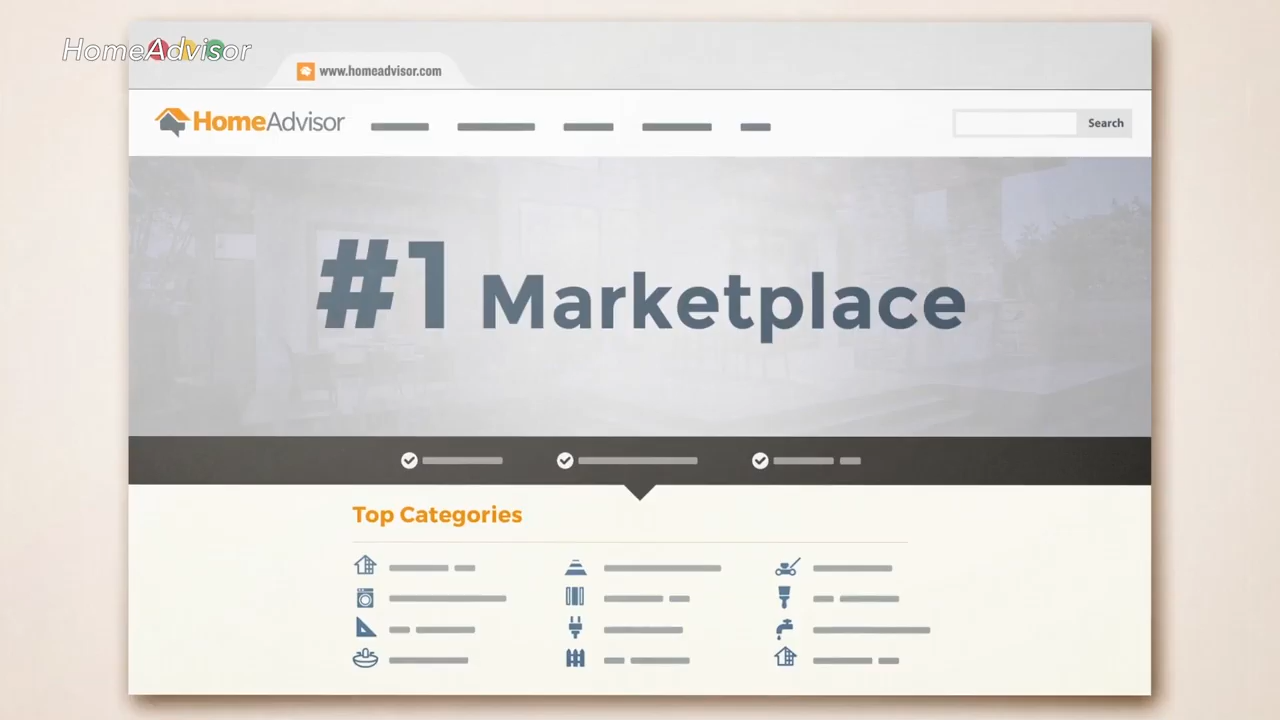 HomeAdvisor
www.homeadvisor.com
HomeAdvisor
Search
#1 Marketplace
Top Categories